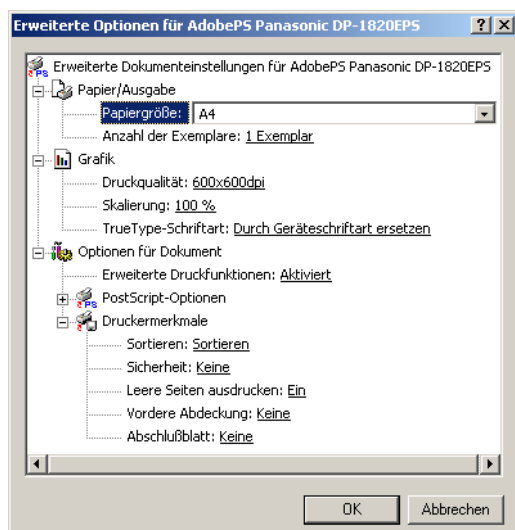 Erweiterte Optionen für AdobePS Panasonic DP-1820EPS
Erweiterte Dokumenteinstellungen für AdobePS Panasonic DP-1820EPS
Papier/Ausgabe
Papiergröße: A4
Anzahl der Exemplare: 1 Exemplar
Grafik
Druckqualität: 600x600dpi
Skalierung: 100 %
TrueType-Schriftart: Durch Geräteschriftart ersetzen
Optionen für Dokument
Erweiterte Druckfunktionen: Aktiviert
PostScript-Optionen
Druckermerkmale
Sortieren: Sortieren
Sicherheit: Keine
Leere Seiten ausdrucken: Ein
Vordere Abdeckung: Keine
Abschlußblatt: Keine
OK Abbrechen